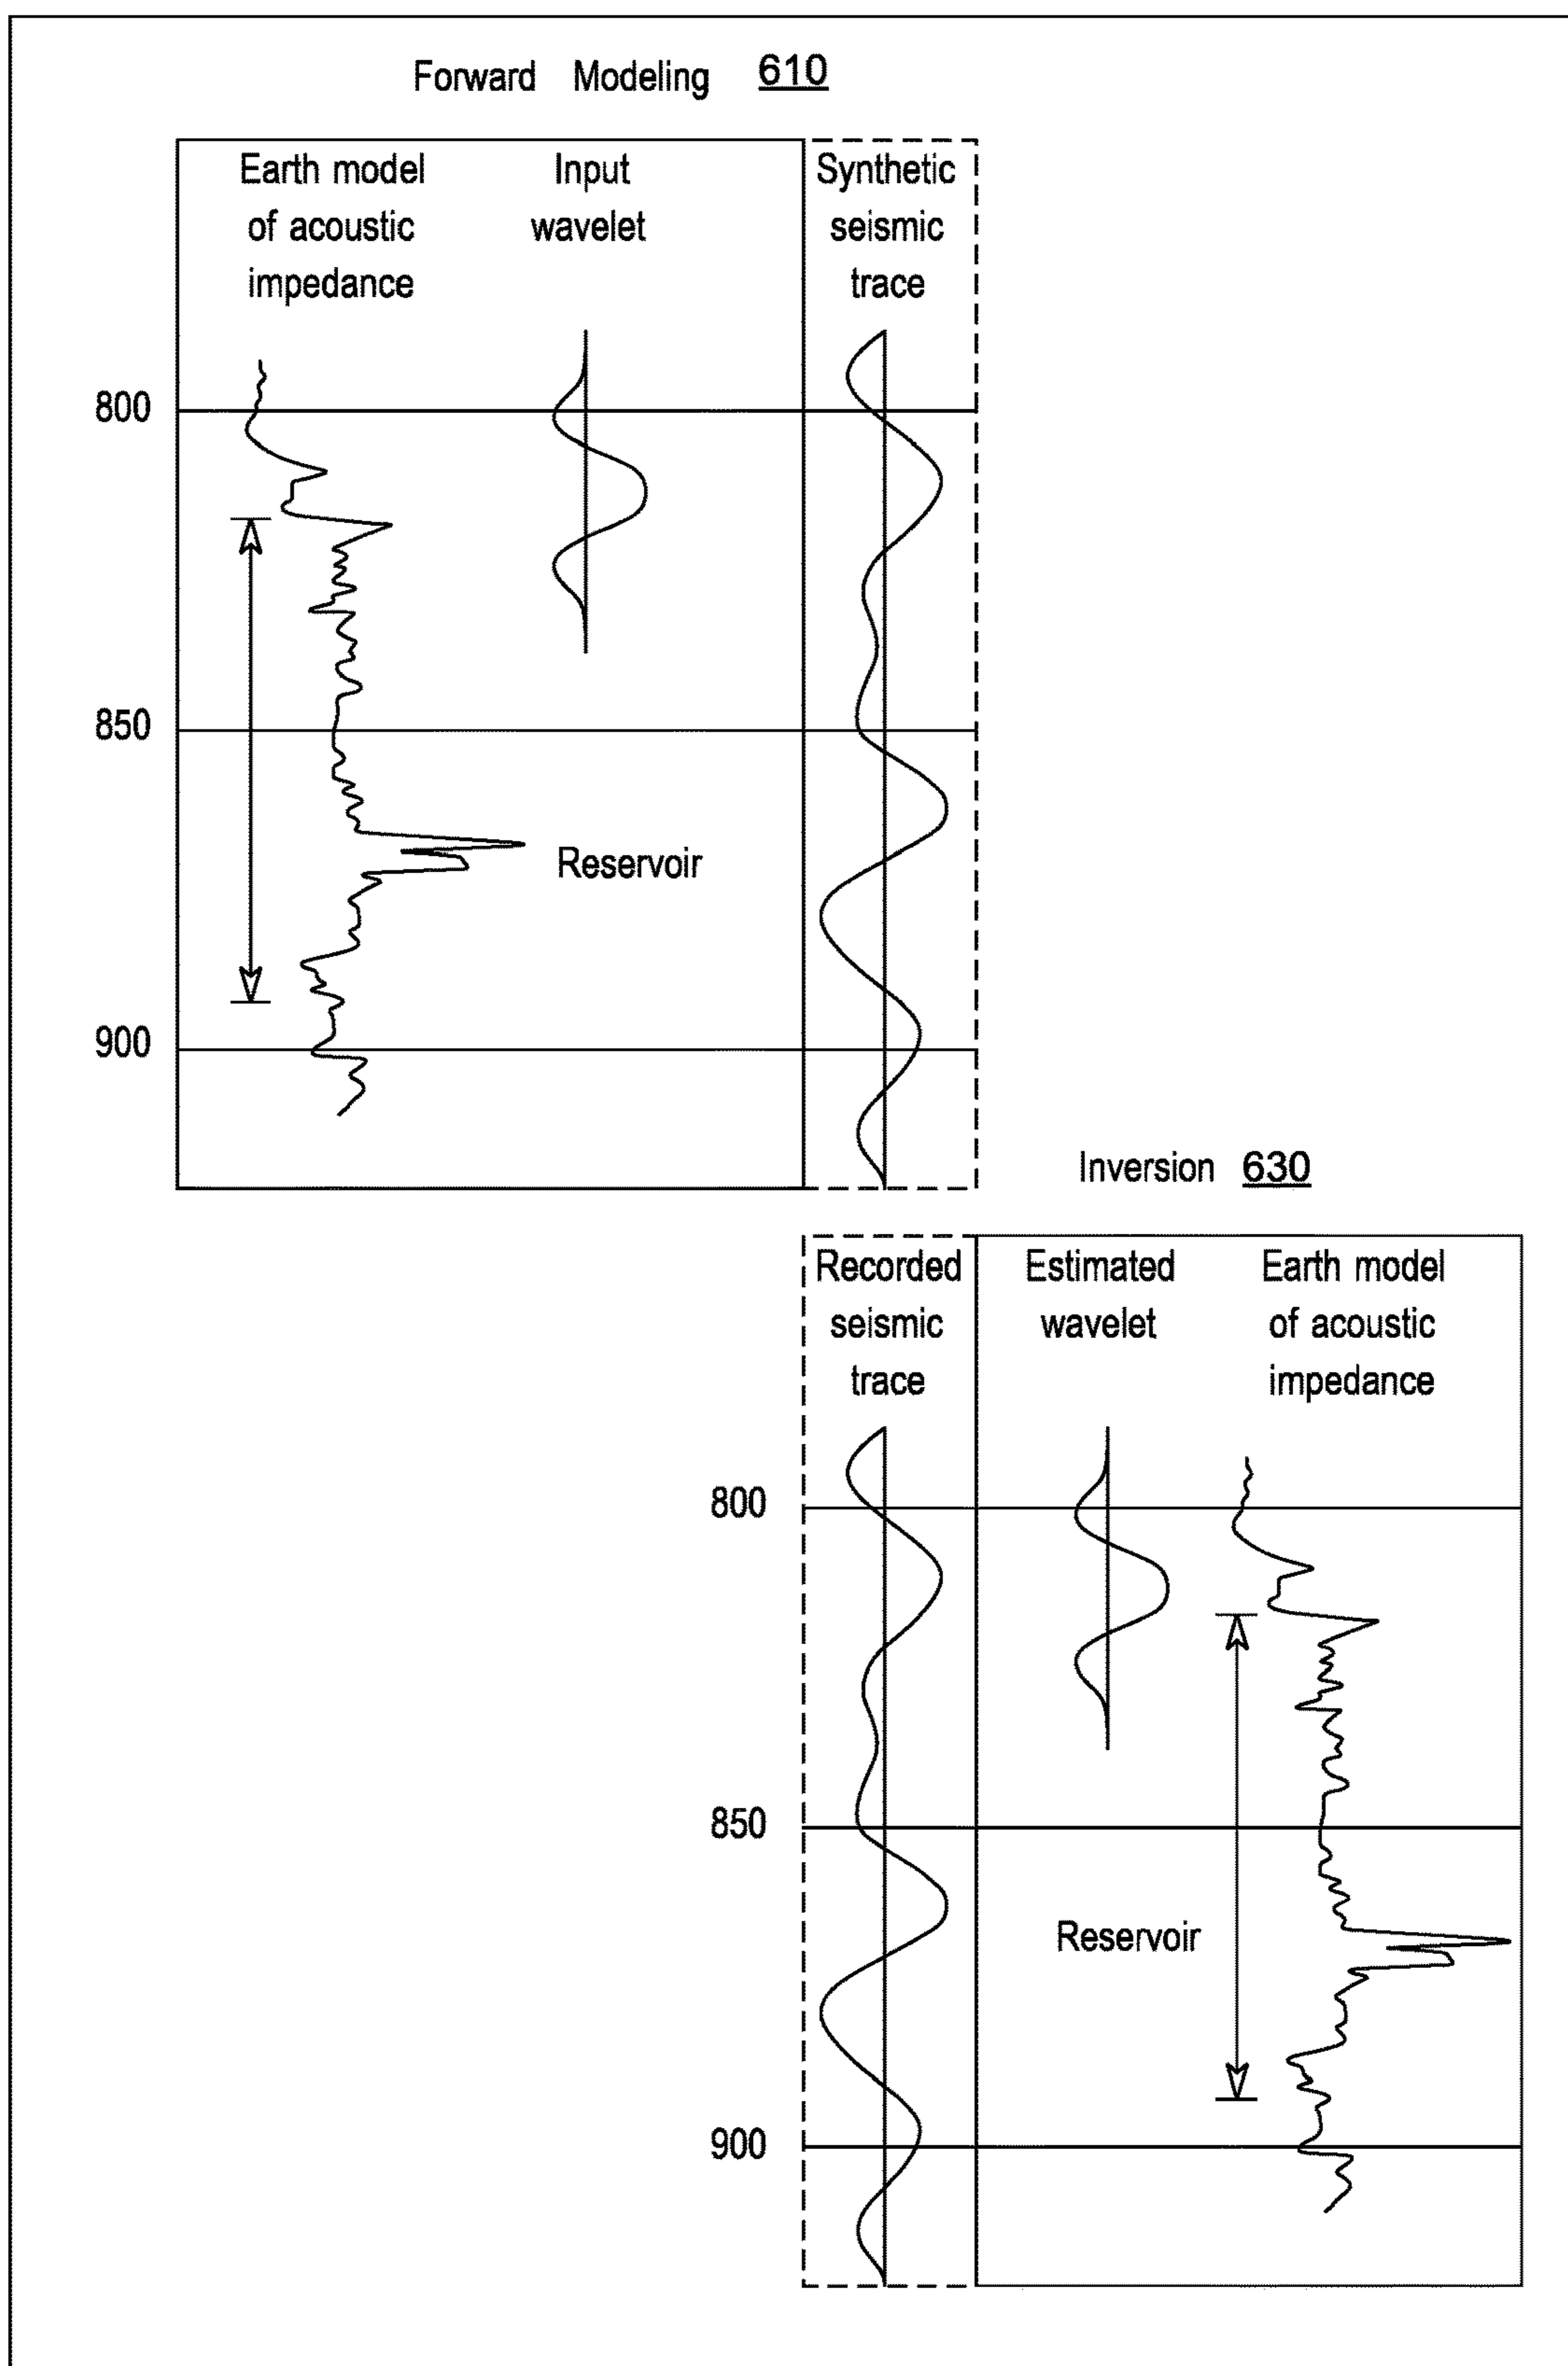 Forward Modeling 610
Earth model
of acoustic
impedance
Input
wavelet
Synthetic
seismic
trace
800
850
Reservoir
900
Inversion 630
Recorded
seismic
trace
Estimated
wavelet
Earth model
of acoustic
impedance
800
850
Reservoir
900